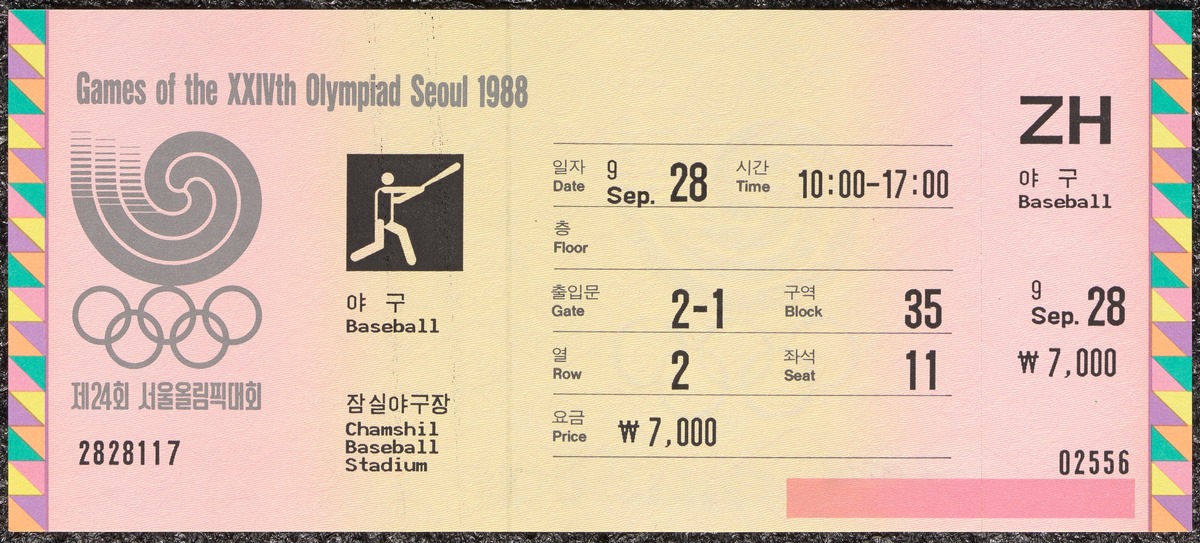 Games of the XXIVth Olympiad Seoul 1988
제24회 서울올림픽대회
2828117
야 구
Baseball
잠실야구장
Chamshil
Baseball
Stadium
일자 9 시간
Date Sep. 28 Time 10:00-17:00
층
Floor
출입문 구역
Gate 2-1 Block 35
열 좌석
Row 2 Seat 11
요금
Price ₩ 7,000
ZH
야 구
Baseball
9
Sep. 28
₩ 7,000
02556